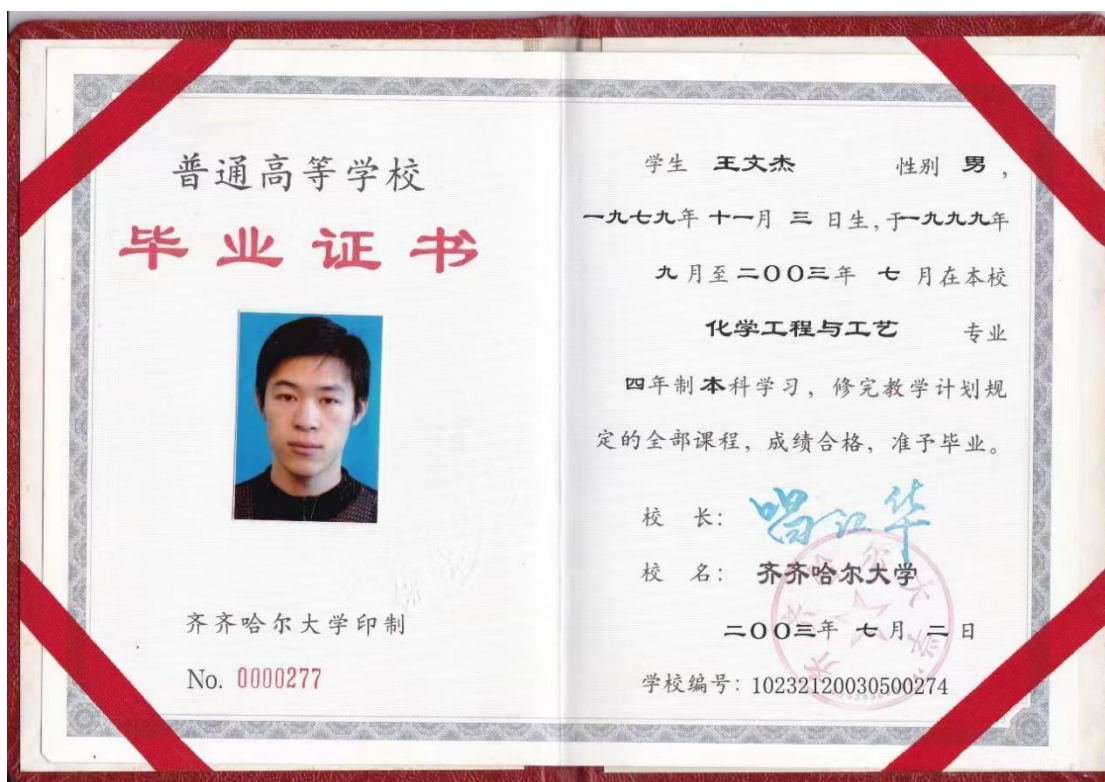 普通高等学校
毕业证书
齐齐哈尔大学印制
No. 0000277
学生 王文杰 性别 男，
一九七九年 十一月 三 日生，于一九九九年
九月至二〇〇三年 七 月在本校
化学工程与工艺 专业
四年制本科学习，修完教学计划规
定的全部课程，成绩合格，准予毕业。
校 长：
校 名：齐齐哈尔大学
二〇〇三年 七 月 二 日
学校编号：10232120030500274